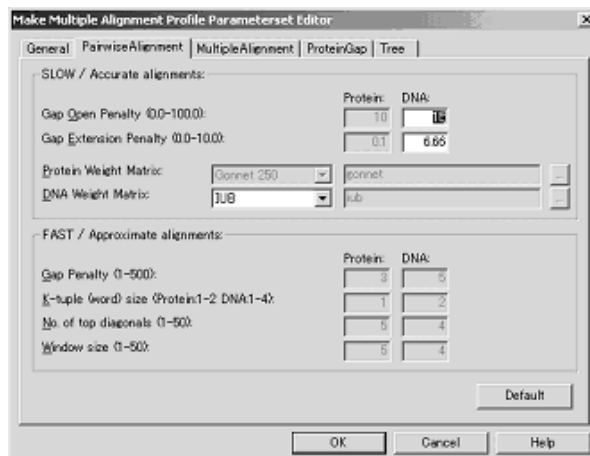 Make Multiple Alignment Profile Parameterset Editor
General PairwiseAlignment MultipleAlignment ProteinGap Tree
SLOW / Accurate alignments:
Protein: DNA:
Gap Open Penalty (0.0-100.0): 10
Gap Extension Penalty (0.0-10.0): 0.1 6.66
Protein Weight Matrix: Gonnet 250 gonnet ...
DNA Weight Matrix: IUB iub ...
FAST / Approximate alignments:
Protein: DNA:
Gap Penalty (1-500): 3 5
K-tuple (word) size (Protein:1-2 DNA:1-4): 1 2
No. of top diagonals (1-50): 5 4
Window size (1-50): 5 4
Default
OK Cancel Help